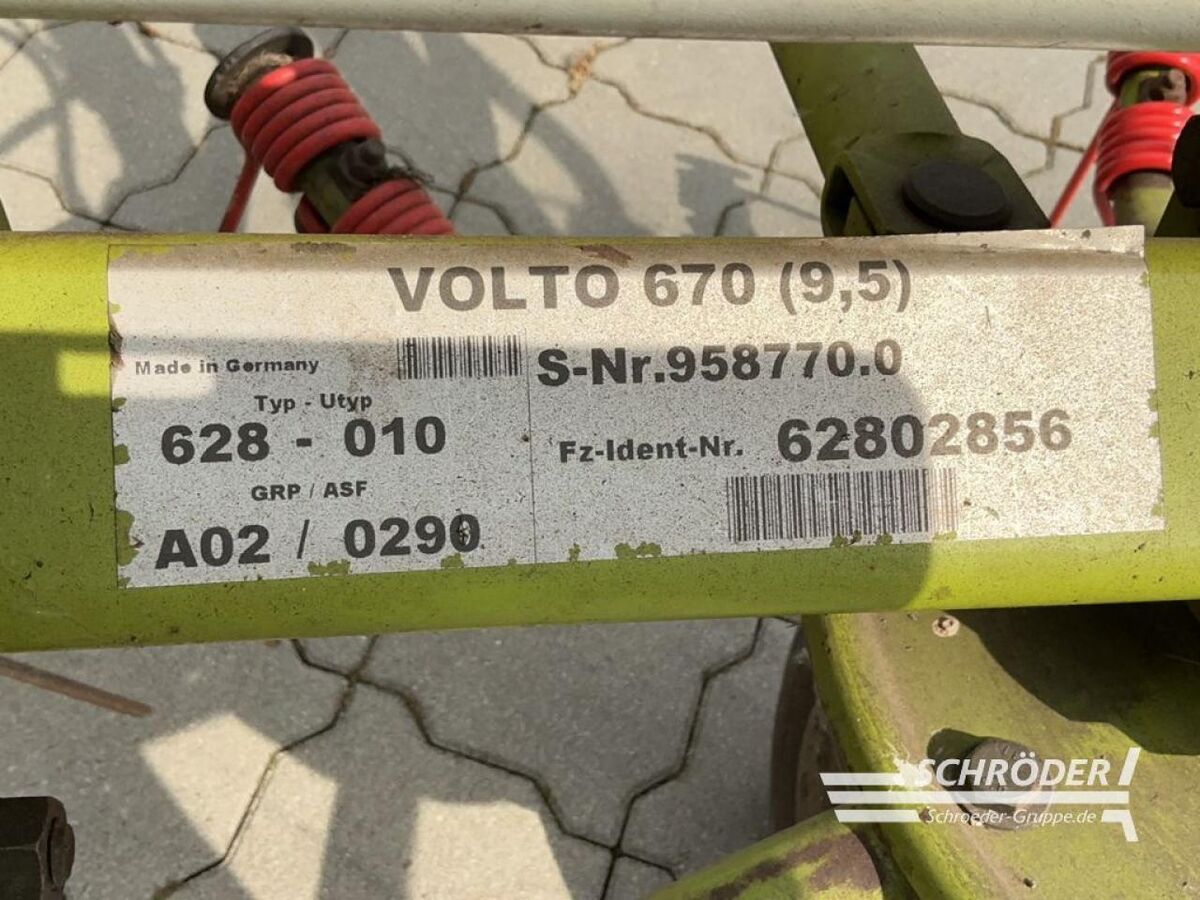 VOLTO 670 (9,5)
Made in Germany
S-Nr.958770.0
Typ - Utyp
628 - 010
Fz-Ident-Nr. 62802856
GRP / ASF
A02 / 0290
SCHRÖDER
Schroeder-Gruppe.de